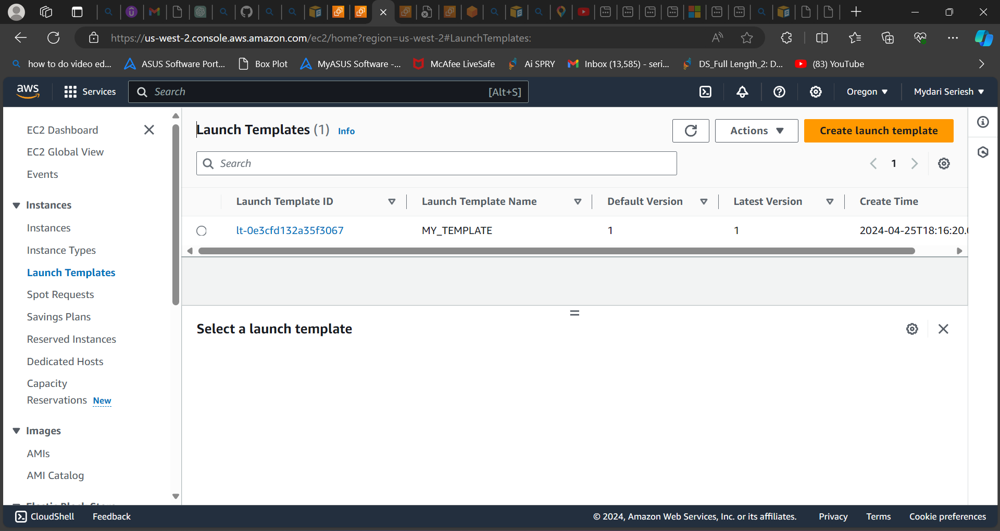 https://us-west-2.console.aws.amazon.com/ec2/home?region=us-west-2#LaunchTemplates:
how to do video ed... ASUS Software Port... Box Plot MyASUS Software -... McAfee LiveSafe Ai SPRY Inbox (13,585) - seri... DS_Full Length_2: D... (83) YouTube
aws Services Search [Alt+S] Oregon Mydari Seriesh
EC2 Dashboard
EC2 Global View
Events
Instances
Instances
Instance Types
Launch Templates
Spot Requests
Savings Plans
Reserved Instances
Dedicated Hosts
Capacity
Reservations New
Images
AMIs
AMI Catalog
Elastic Block Store
Launch Templates (1) Info
Actions Create launch template
Search
1
Launch Template ID Launch Template Name Default Version Latest Version Create Time
lt-0e3cfd132a35f3067 MY_TEMPLATE 1 1 2024-04-25T18:16:20.
Select a launch template
CloudShell Feedback © 2024, Amazon Web Services, Inc. or its affiliates. Privacy Terms Cookie preferences